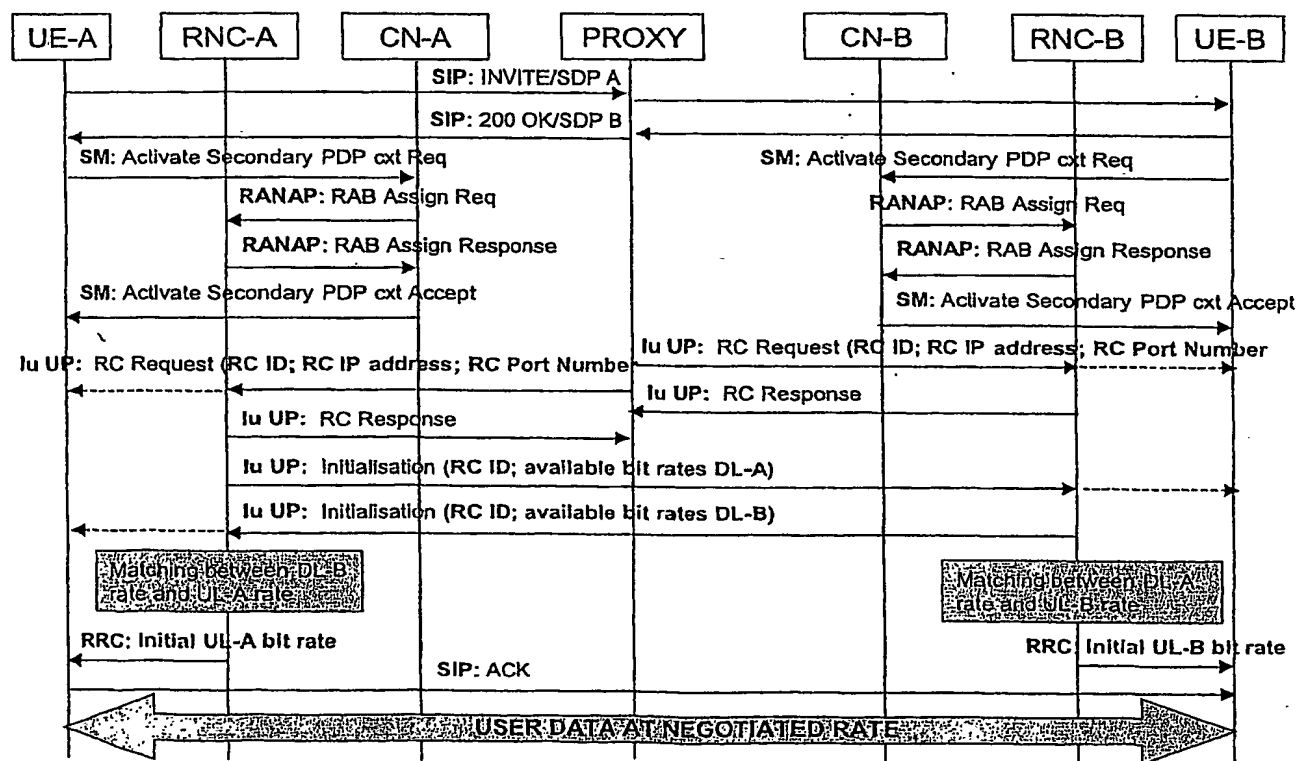 UE-A RNC-A CN-A PROXY CN-B RNC-B UE-B
SIP: INVITE/SDP A
SIP: 200 OK/SDP B
SM: Activate Secondary PDP cxt Req
SM: Activate Secondary PDP cxt Req
RANAP: RAB Assign Req
RANAP: RAB Assign Req
RANAP: RAB Assign Response
RANAP: RAB Assign Response
SM: Activate Secondary PDP cxt Accept
SM: Activate Secondary PDP cxt Accept
Iu UP: RC Request (RC ID; RC IP address; RC Port Number
Iu UP: RC Request (RC ID; RC IP address; RC Port Numbe
Iu UP: RC Response
Iu UP: RC Response
Iu UP: Initialisation (RC ID; available bit rates DL-A)
Iu UP: Initialisation (RC ID; available bit rates DL-B)
Matching between DL-B
rate and UL-A rate
Matching between DL-A
rate and UL-B rate
RRC: Initial UL-A bit rate
RRC: Initial UL-B bit rate
SIP: ACK
USER DATA AT NEGOTIATED RATE